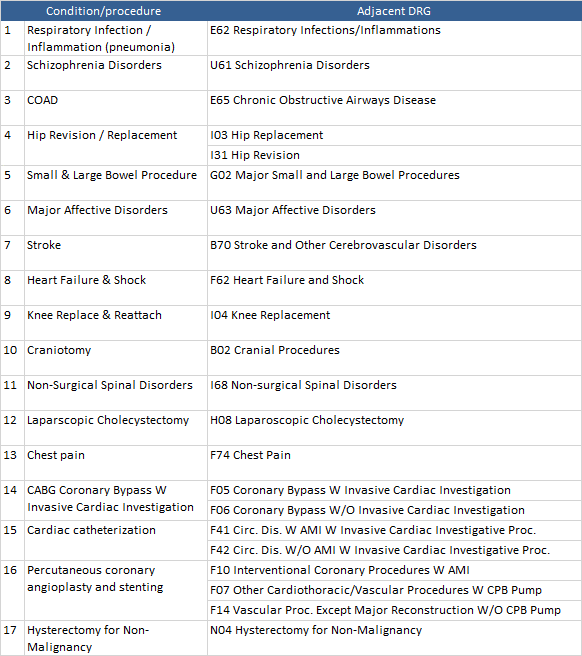 Condition/procedure Adjacent DRG
1 Respiratory Infection / E62 Respiratory Infections/Inflammations
Inflammation (pneumonia)
2 Schizophrenia Disorders U61 Schizophrenia Disorders
3 COAD E65 Chronic Obstructive Airways Disease
4 Hip Revision / Replacement I03 Hip Replacement
I31 Hip Revision
5 Small & Large Bowel Procedure G02 Major Small and Large Bowel Procedures
6 Major Affective Disorders U63 Major Affective Disorders
7 Stroke B70 Stroke and Other Cerebrovascular Disorders
8 Heart Failure & Shock F62 Heart Failure and Shock
9 Knee Replace & Reattach I04 Knee Replacement
10 Craniotomy B02 Cranial Procedures
11 Non-Surgical Spinal Disorders I68 Non-surgical Spinal Disorders
12 Laparscopic Cholecystectomy H08 Laparoscopic Cholecystectomy
13 Chest pain F74 Chest Pain
14 CABG Coronary Bypass W F05 Coronary Bypass W Invasive Cardiac Investigation
Invasive Cardiac Investigation F06 Coronary Bypass W/O Invasive Cardiac Investigation
15 Cardiac catheterization F41 Circ. Dis. W AMI W Invasive Cardiac Investigative Proc.
F42 Circ. Dis. W/O AMI W Invasive Cardiac Investigative Proc.
16 Percutaneous coronary F10 Interventional Coronary Procedures W AMI
angioplasty and stenting F07 Other Cardiothoracic/Vascular Procedures W CPB Pump
F14 Vascular Proc. Except Major Reconstruction W/O CPB Pump
17 Hysterectomy for Non- N04 Hysterectomy for Non-Malignancy
Malignancy